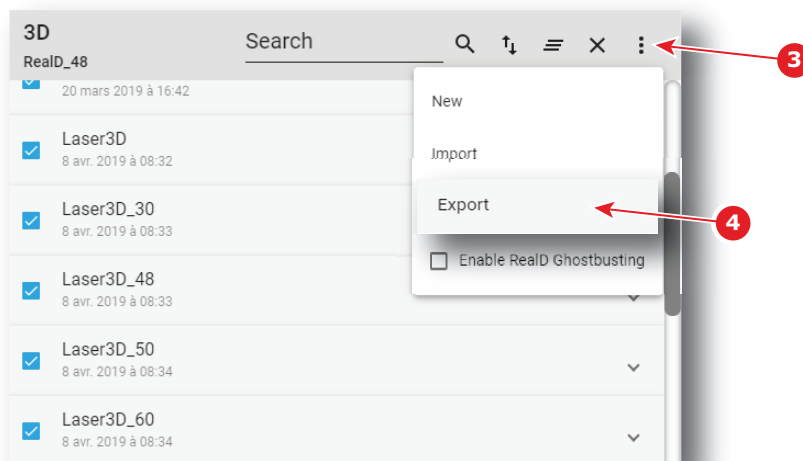 3D
RealD_48
Search
3
20 mars 2019 à 16:42
New
Import
Export
4
Enable RealD Ghostbusting
Laser3D
8 avr. 2019 à 08:32
Laser3D_30
8 avr. 2019 à 08:33
Laser3D_48
8 avr. 2019 à 08:33
Laser3D_50
8 avr. 2019 à 08:34
Laser3D_60
8 avr. 2019 à 08:34